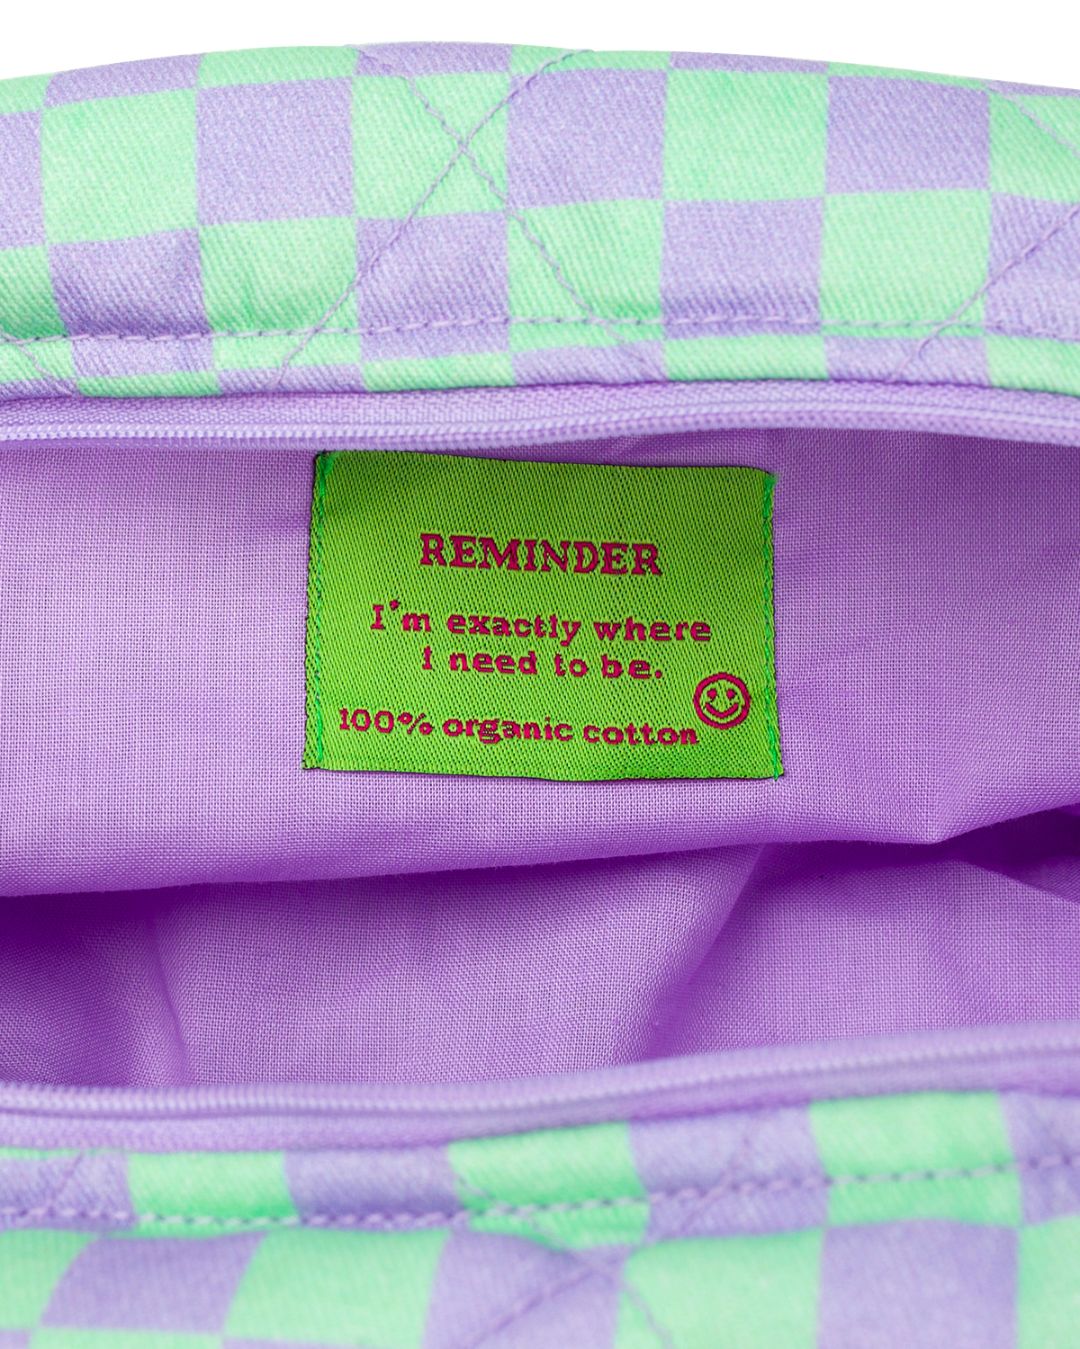 REMINDER
I'm exactly where
I need to be.
100% organic cotton